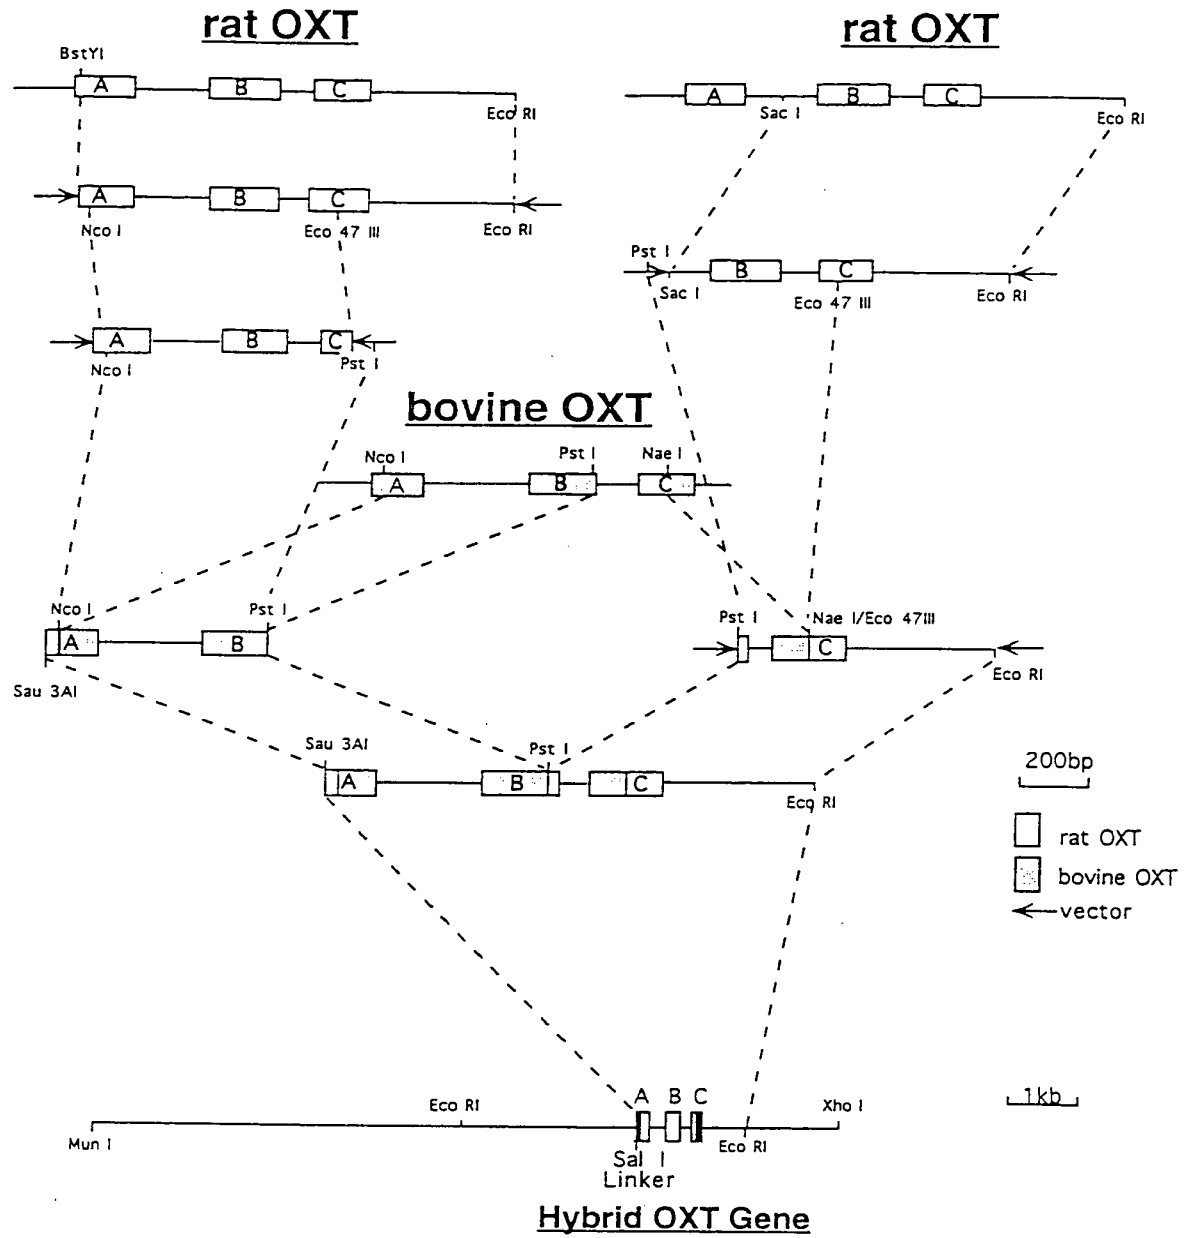 rat OXT
rat OXT
BstYI
A
B
C
Eco RI
A
Sac I
B
C
Eco RI
A
B
C
Nco I
Eco 47 III
Eco RI
Pst I
B
C
Sac I
Eco 47 III
Eco RI
A
B
C
Nco I
Pst I
bovine OXT
Nco I
Pst I
Nae I
A
B
C
Nco I
Pst I
A
B
Sau 3AI
Pst I
Nae I/Eco 47III
C
Eco RI
Sau 3AI
Pst I
A
B
C
Eco RI
200bp
rat OXT
bovine OXT
vector
A B C
1kb
Eco RI
Xho I
Mun I
Sal I
Linker
Eco RI
Hybrid OXT Gene